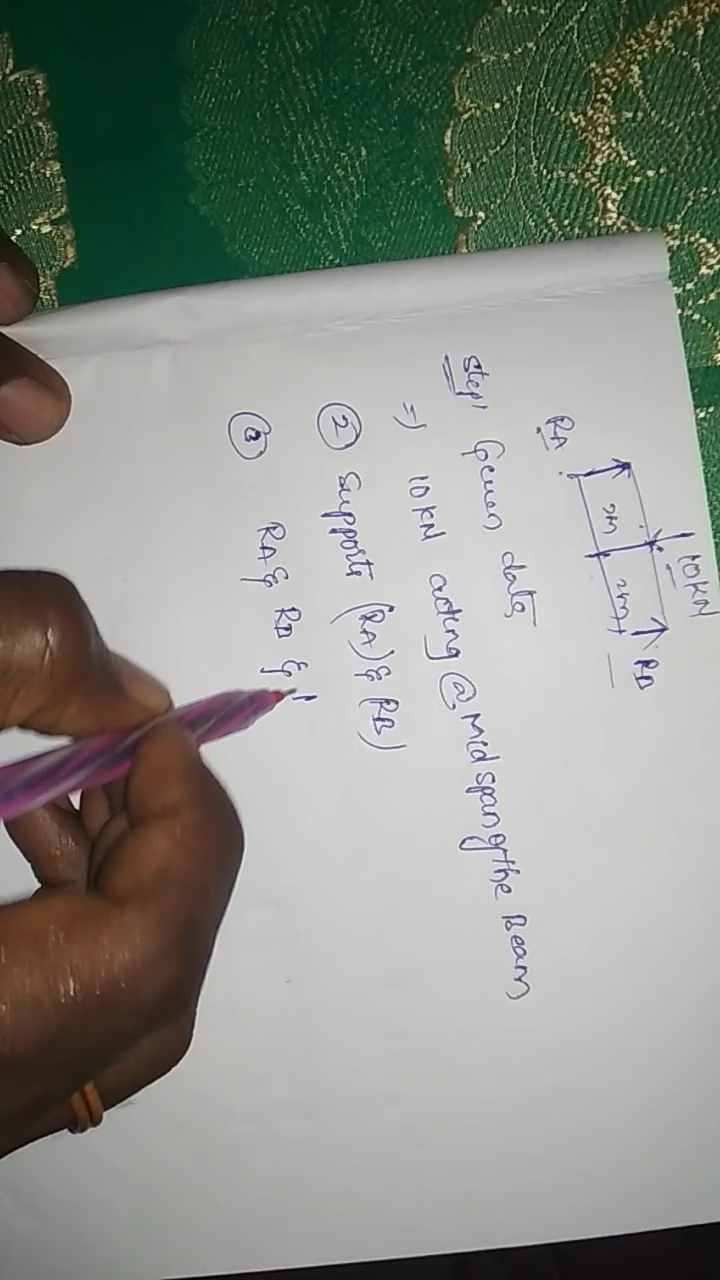 10KN
RA RB
2m 2m
Step1 Given data
=) 10KN acting @ Mid span of the Beam
② Supports (RA) & (RB)
③ RA & RB &